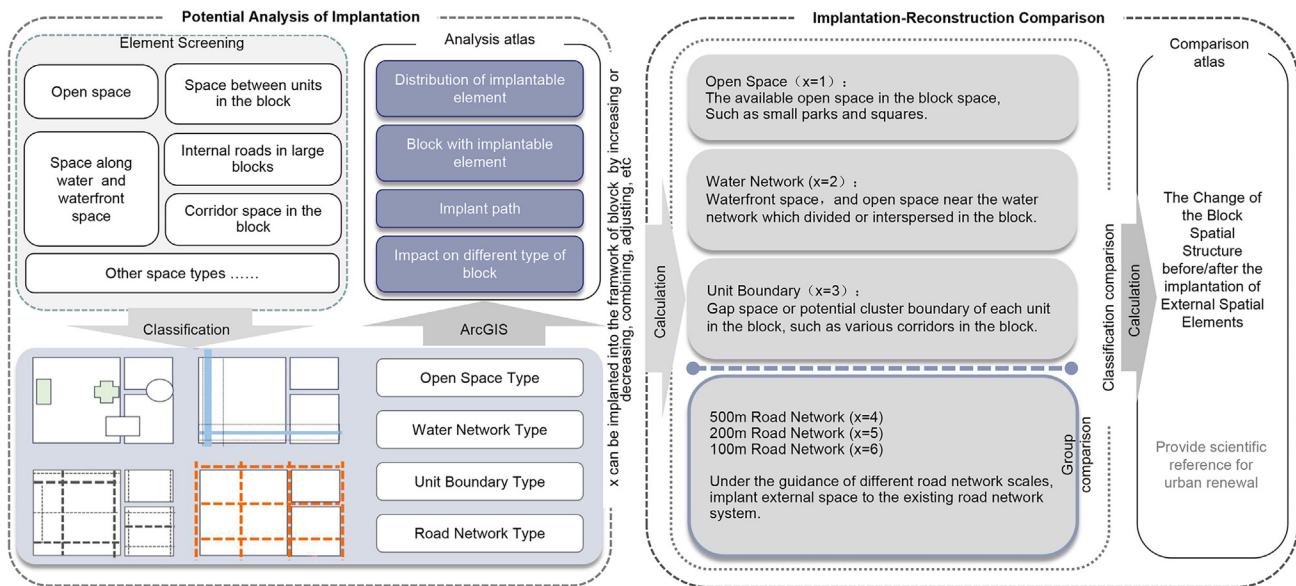 Potential Analysis of Implantation
Element Screening
Open space
Space between units
in the block
Space along
water and
waterfront
space
Internal roads in large
blocks
Corridor space in the
block
Other space types ……
Analysis atlas
Distribution of implantable
element
Block with implantable
element
Implant path
Impact on different type of
block
Classification
ArcGIS
Open Space Type
Water Network Type
Unit Boundary Type
Road Network Type
x can be implanted into the framwork of blovck by increasing or
decreasing, combining, adjusting, etc
Implantation-Reconstruction Comparison
Calculation
Open Space（x=1）：
The available open space in the block space,
Such as small parks and squares.
Water Network (x=2)：
Waterfront space，and open space near the water
network which divided or interspersed in the block.
Unit Boundary（x=3）：
Gap space or potential cluster boundary of each unit
in the block, such as various corridors in the block.
500m Road Network (x=4)
200m Road Network (x=5)
100m Road Network (x=6)
Under the guidance of different road network scales,
implant external space to the existing road network
system.
Group
comparison
Classification comparison
Calculation
Comparison
atlas
The Change of
the Block
Spatial
Structure
before/after the
implantation of
External Spatial
Elements
Provide scientific
reference for
urban renewal